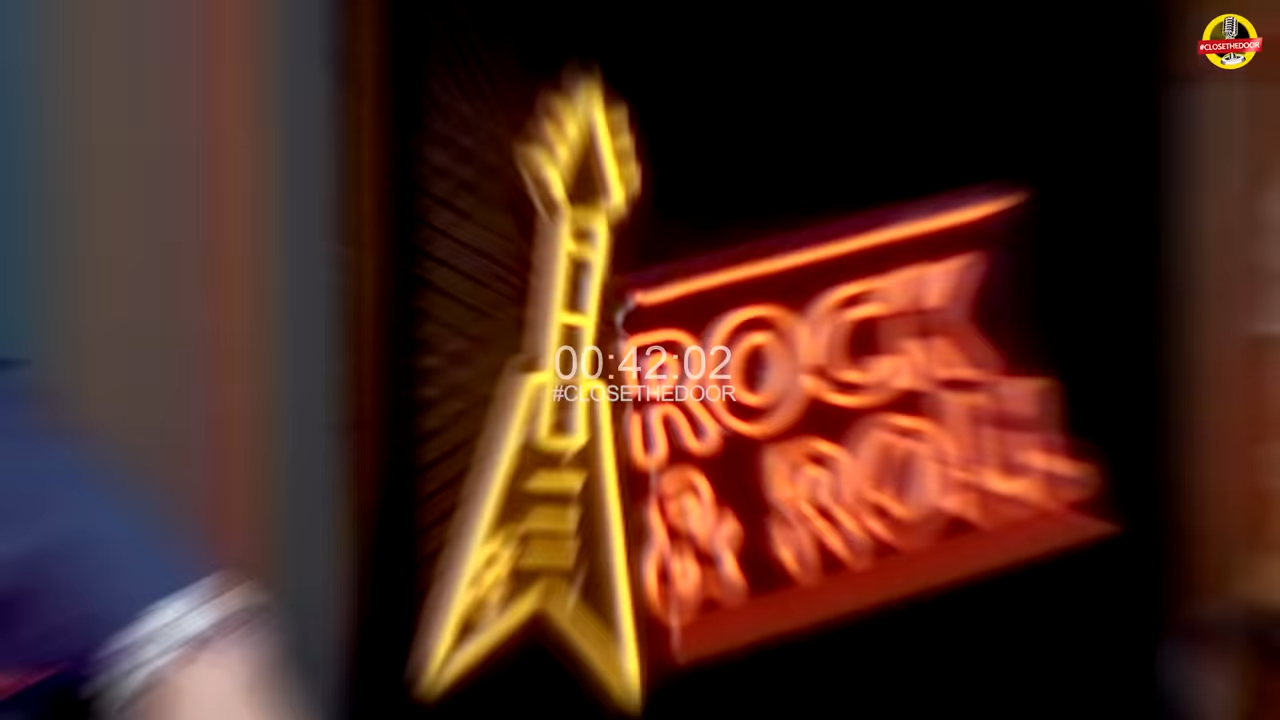 #CLOSETHEDOOR
ROCK
00:42:02
#CLOSETHEDOOR
& ROLL